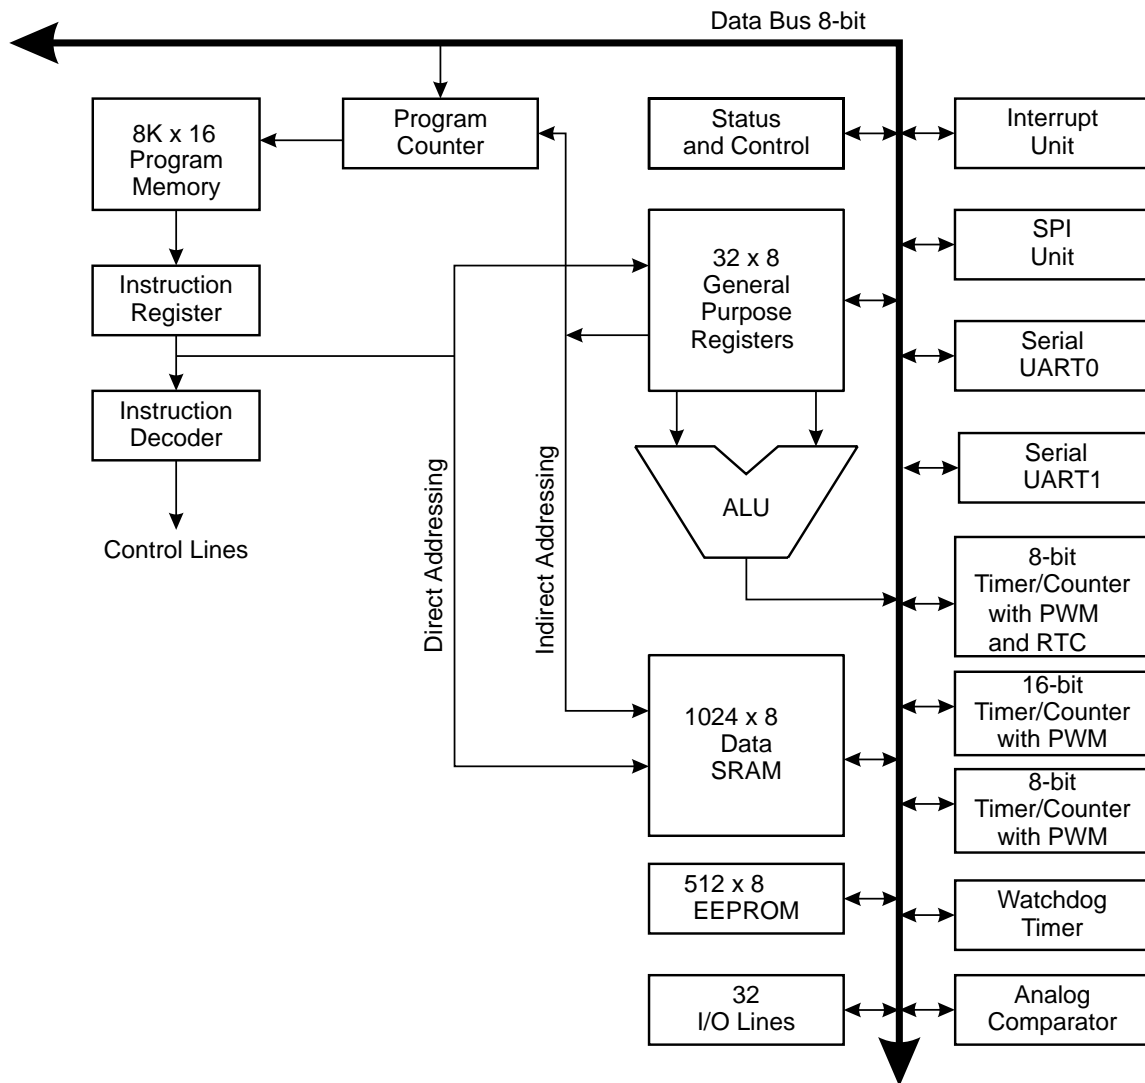 Data Bus 8-bit
8K x 16
Program
Memory
Program
Counter
Status
and Control
Interrupt
Unit
Instruction
Register
32 x 8
General
Purpose
Registers
SPI
Unit
Serial
UART0
Instruction
Decoder
Control Lines
Direct Addressing
Indirect Addressing
ALU
Serial
UART1
8-bit
Timer/Counter
with PWM
and RTC
1024 x 8
Data
SRAM
16-bit
Timer/Counter
with PWM
8-bit
Timer/Counter
with PWM
512 x 8
EEPROM
Watchdog
Timer
32
I/O Lines
Analog
Comparator